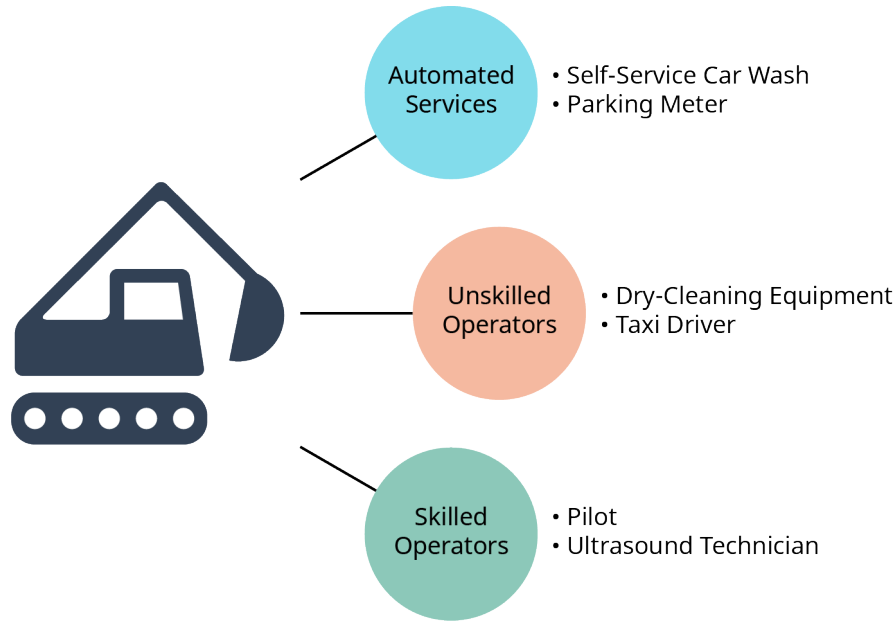 Automated
Services
• Self-Service Car Wash
• Parking Meter
Unskilled
Operators
• Dry-Cleaning Equipment
• Taxi Driver
Skilled
Operators
• Pilot
• Ultrasound Technician